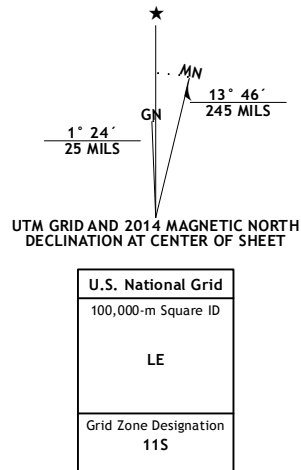 MN
GN
13° 46´
245 MILS
1° 24´
25 MILS
UTM GRID AND 2014 MAGNETIC NORTH
DECLINATION AT CENTER OF SHEET
U.S. National Grid
100,000-m Square ID
LE
Grid Zone Designation
11S